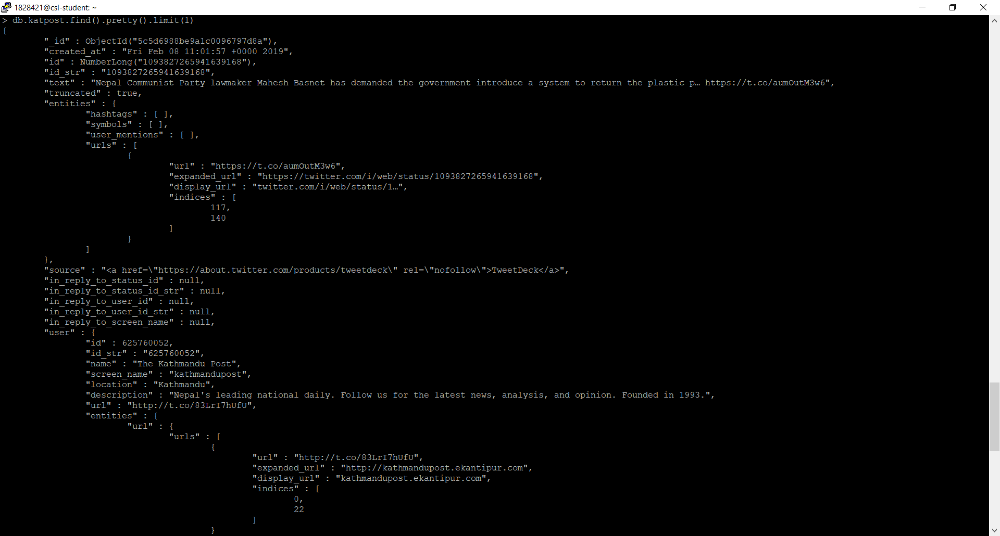 1828421@csl-student: ~
> db.katpost.find().pretty().limit(1)
{
"_id" : ObjectId("5c5d6988be9a1c0096797d8a"),
"created_at" : "Fri Feb 08 11:01:57 +0000 2019",
"id" : NumberLong("1093827265941639168"),
"id_str" : "1093827265941639168",
"text" : "Nepal Communist Party lawmaker Mahesh Basnet has demanded the government introduce a system to return the plastic p… https://t.co/aumOutM3w6",
"truncated" : true,
"entities" : {
"hashtags" : [ ],
"symbols" : [ ],
"user_mentions" : [ ],
"urls" : [
{
"url" : "https://t.co/aumOutM3w6",
"expanded_url" : "https://twitter.com/i/web/status/1093827265941639168",
"display_url" : "twitter.com/i/web/status/1…",
"indices" : [
117,
140
]
}
]
},
"source" : "<a href=\"https://about.twitter.com/products/tweetdeck\" rel=\"nofollow\">TweetDeck</a>",
"in_reply_to_status_id" : null,
"in_reply_to_status_id_str" : null,
"in_reply_to_user_id" : null,
"in_reply_to_user_id_str" : null,
"in_reply_to_screen_name" : null,
"user" : {
"id" : 625760052,
"id_str" : "625760052",
"name" : "The Kathmandu Post",
"screen_name" : "kathmandupost",
"location" : "Kathmandu",
"description" : "Nepal's leading national daily. Follow us for the latest news, analysis, and opinion. Founded in 1993.",
"url" : "http://t.co/83LrI7hUfU",
"entities" : {
"url" : {
"urls" : [
{
"url" : "http://t.co/83LrI7hUfU",
"expanded_url" : "http://kathmandupost.ekantipur.com",
"display_url" : "kathmandupost.ekantipur.com",
"indices" : [
0,
22
]
}